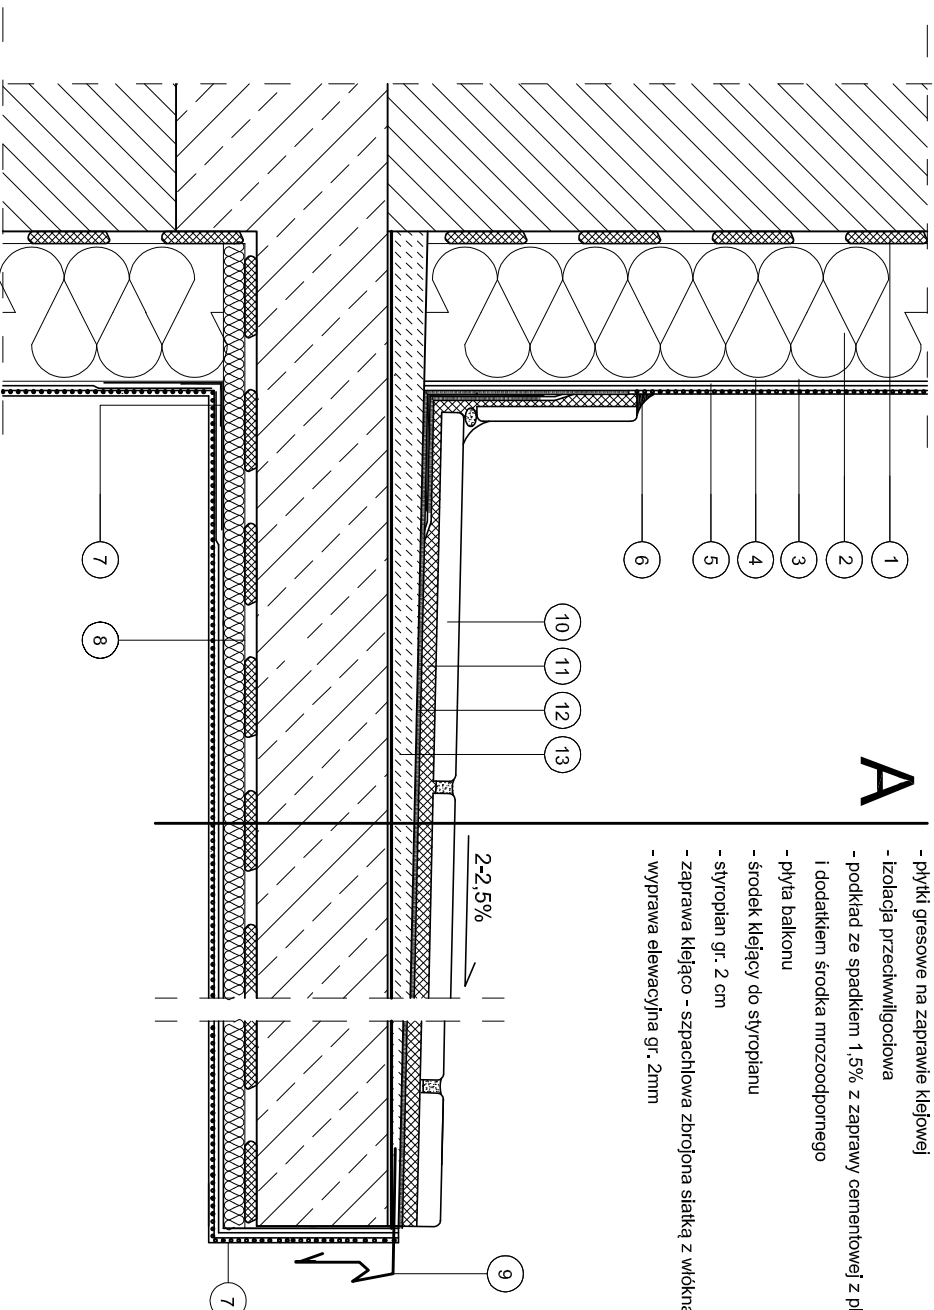 A
- płytki gresowe na zaprawie klejowej
- izolacja przeciwwilgociowa
- podkład ze spadkiem 1,5% z zaprawy cementowej z
i dodatkiem środka mrozoodpornego
- płyta balkonu
- środek klejący do styropianu
- styropian gr. 2 cm
- zaprawa klejąco - szpachlowa zbrojona siatką z
- wyprawa elewacyjna gr. 2mm
1
2
3
4
5
6
7
8
10
11
12
13
2-2,5%
9
7